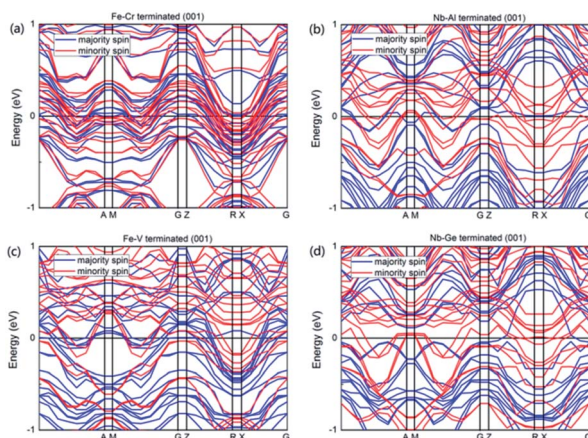 (a)
Fe-Cr terminated (001)
1
majority spin
minority spin
Energy (eV)
0
-1
A M G Z R X G
(b)
Nb-Al terminated (001)
1
majority spin
minority spin
Energy (eV)
0
-1
A M G Z R X G
(c)
Fe-V terminated (001)
1
majority spin
minority spin
Energy (eV)
0
-1
A M G Z R X G
(d)
Nb-Ge terminated (001)
1
majority spin
minority spin
Energy (eV)
0
-1
A M G Z R X G